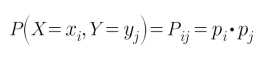 P(X = x_i, Y = y_j) = P_ij = p_i • p_j